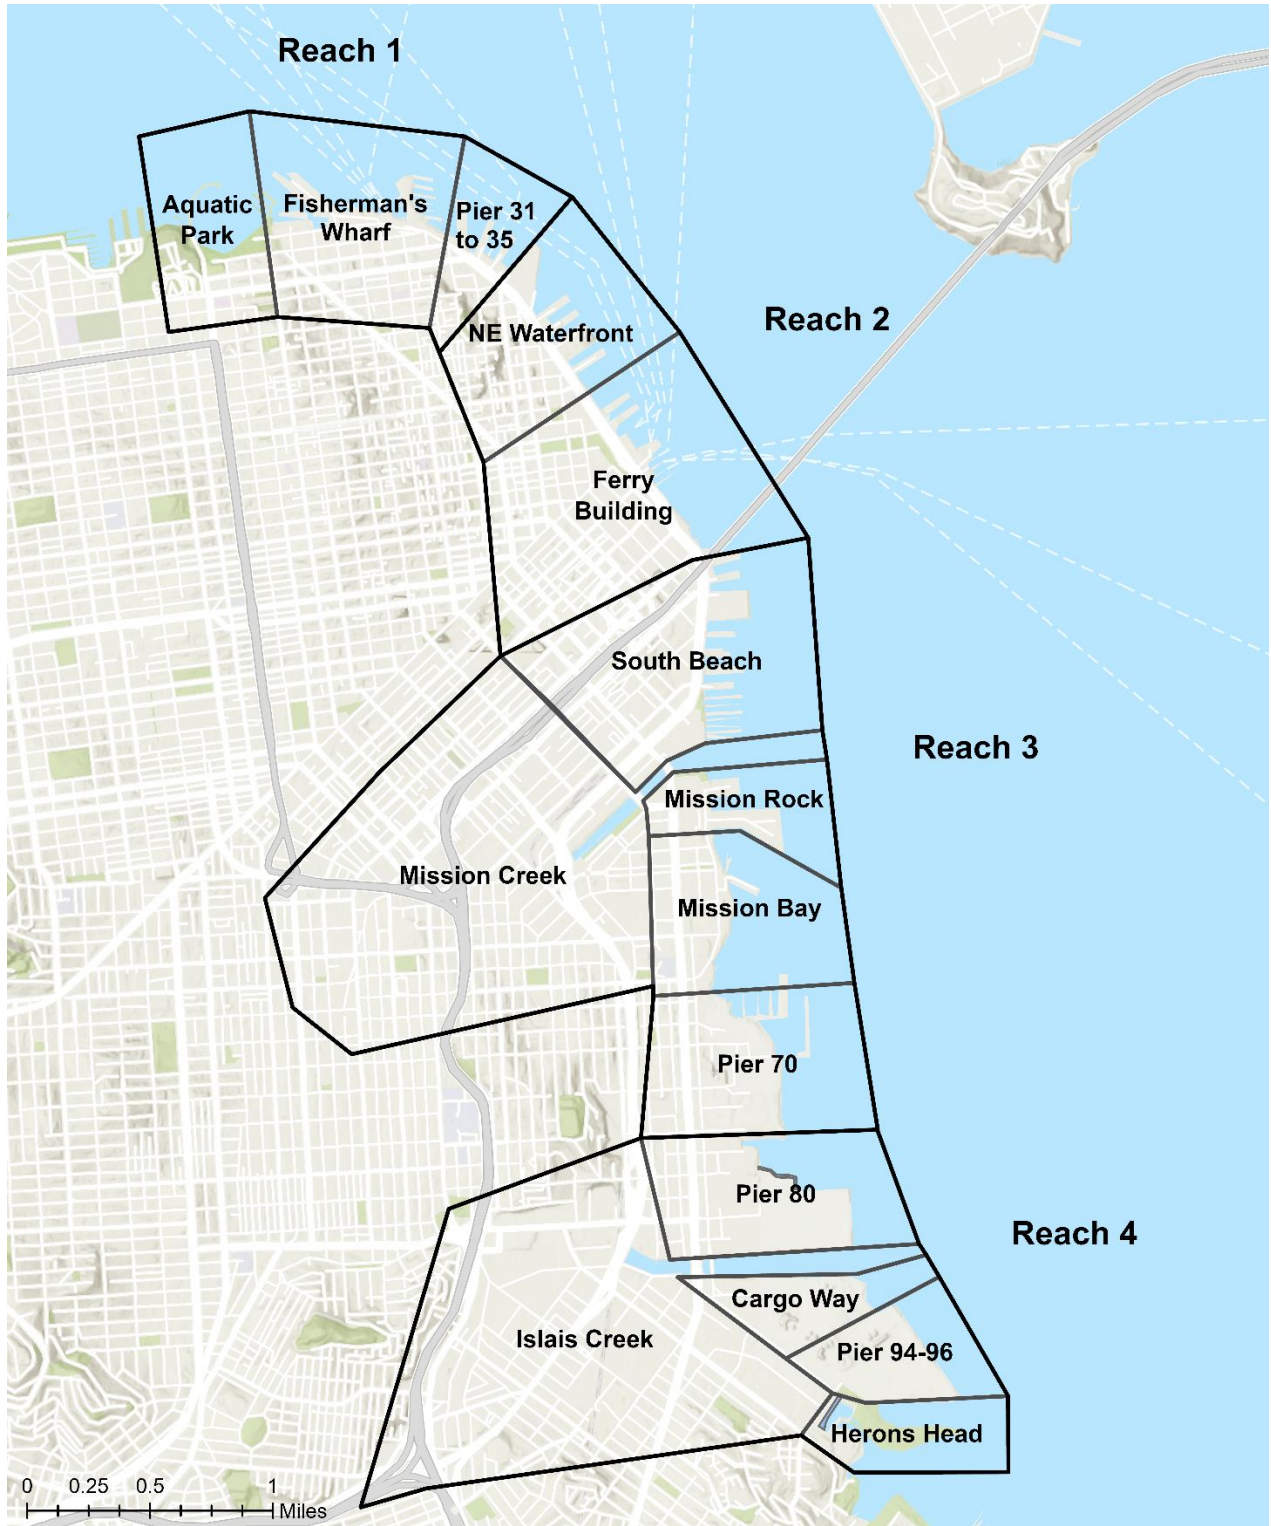 Reach 1
Aquatic
Park
Fisherman's
Wharf
Pier 31
to 35
Reach 2
NE Waterfront
Ferry
Building
South Beach
Reach 3
Mission Rock
Mission Creek
Mission Bay
Pier 70
Pier 80
Reach 4
Cargo Way
Islais Creek
Pier 94-96
Herons Head
0 0.25 0.5 1
Miles